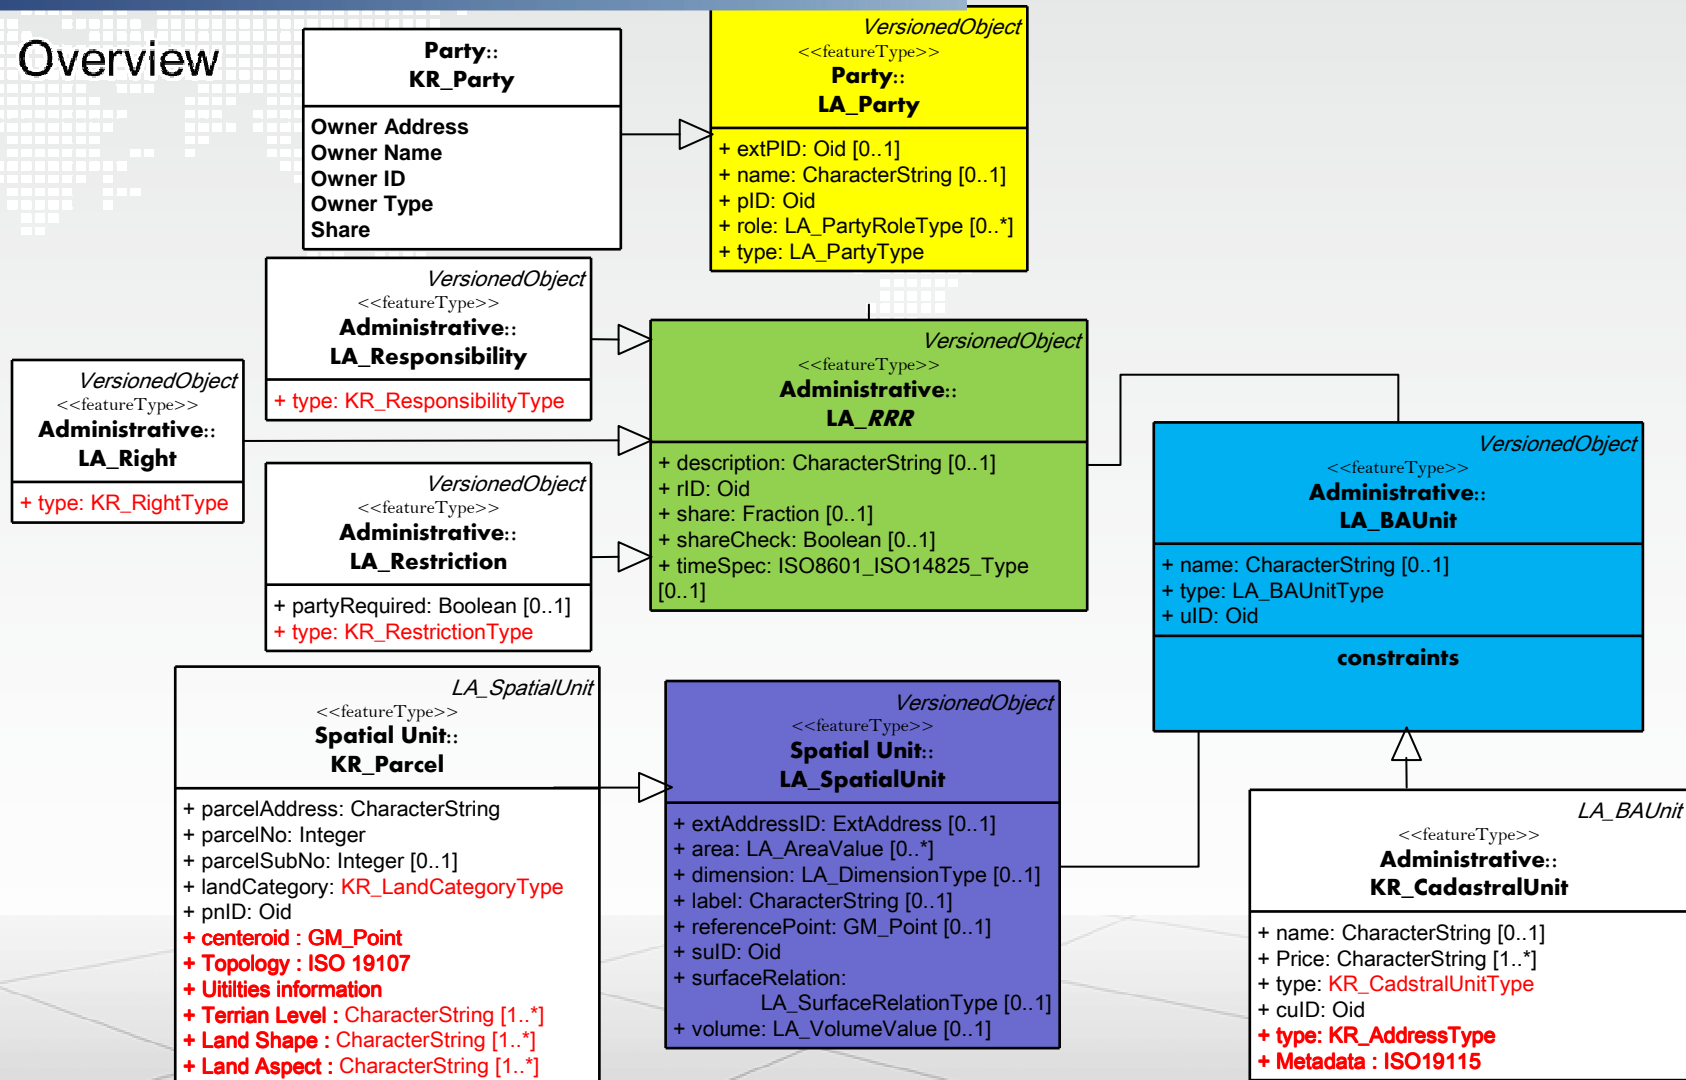 Overview
Party::
KR_Party
Owner Address
Owner Name
Owner ID
Owner Type
Share
VersionedObject
<<featureType>>
Party::
LA_Party
+ extPID: Oid [0..1]
+ name: CharacterString [0..1]
+ pID: Oid
+ role: LA_PartyRoleType [0..*]
+ type: LA_PartyType
VersionedObject
<<featureType>>
Administrative::
LA_Responsibility
+ type: KR_ResponsibilityType
VersionedObject
<<featureType>>
Administrative::
LA_Right
+ type: KR_RightType
VersionedObject
<<featureType>>
Administrative::
LA_Restriction
+ partyRequired: Boolean [0..1]
+ type: KR_RestrictionType
VersionedObject
<<featureType>>
Administrative::
LA_RRR
+ description: CharacterString [0..1]
+ rID: Oid
+ share: Fraction [0..1]
+ shareCheck: Boolean [0..1]
+ timeSpec: ISO8601_ISO14825_Type
[0..1]
VersionedObject
<<featureType>>
Administrative::
LA_BAUnit
+ name: CharacterString [0..1]
+ type: LA_BAUnitType
+ uID: Oid
constraints
LA_SpatialUnit
<<featureType>>
Spatial Unit::
KR_Parcel
+ parcelAddress: CharacterString
+ parcelNo: Integer
+ parcelSubNo: Integer [0..1]
+ landCategory: KR_LandCategoryType
+ pnID: Oid
+ centeroid : GM_Point
+ Topology : ISO 19107
+ Uitilties information
+ Terrian Level : CharacterString [1..*]
+ Land Shape : CharacterString [1..*]
+ Land Aspect : CharacterString [1..*]
VersionedObject
<<featureType>>
Spatial Unit::
LA_SpatialUnit
+ extAddressID: ExtAddress [0..1]
+ area: LA_AreaValue [0..*]
+ dimension: LA_DimensionType [0..1]
+ label: CharacterString [0..1]
+ referencePoint: GM_Point [0..1]
+ suID: Oid
+ surfaceRelation:
LA_SurfaceRelationType [0..1]
+ volume: LA_VolumeValue [0..1]
LA_BAUnit
<<featureType>>
Administrative::
KR_CadastralUnit
+ name: CharacterString [0..1]
+ Price: CharacterString [1..*]
+ type: KR_CadstralUnitType
+ cuID: Oid
+ type: KR_AddressType
+ Metadata : ISO19115